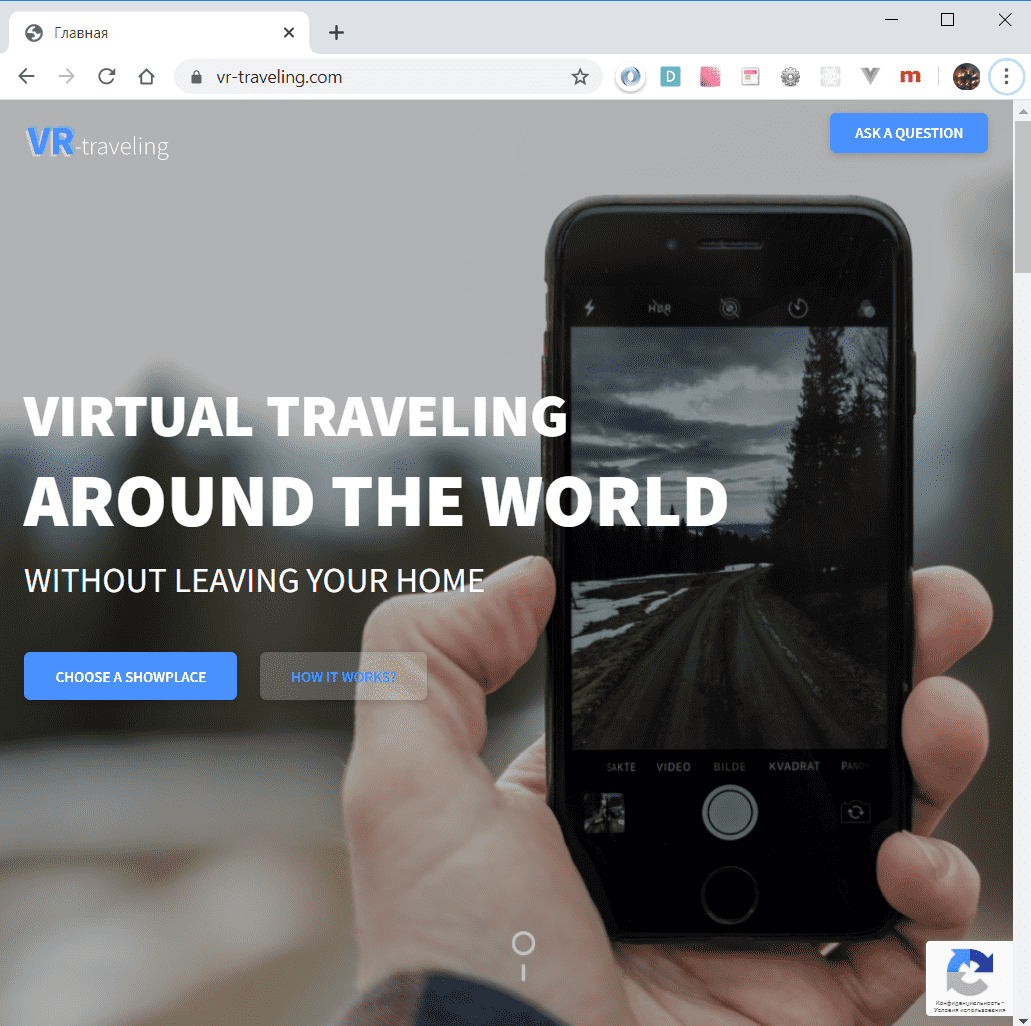 Главная
vr-traveling.com
D
m
VR-traveling
ASK A QUESTION
HDR
VIRTUAL TRAVELING
AROUND THE WORLD
WITHOUT LEAVING YOUR HOME
CHOOSE A SHOWPLACE
HOW IT WORKS?
SAKTE VIDEO BILDE KVADRAT PANO
Конфиденциальность -
Условия использования